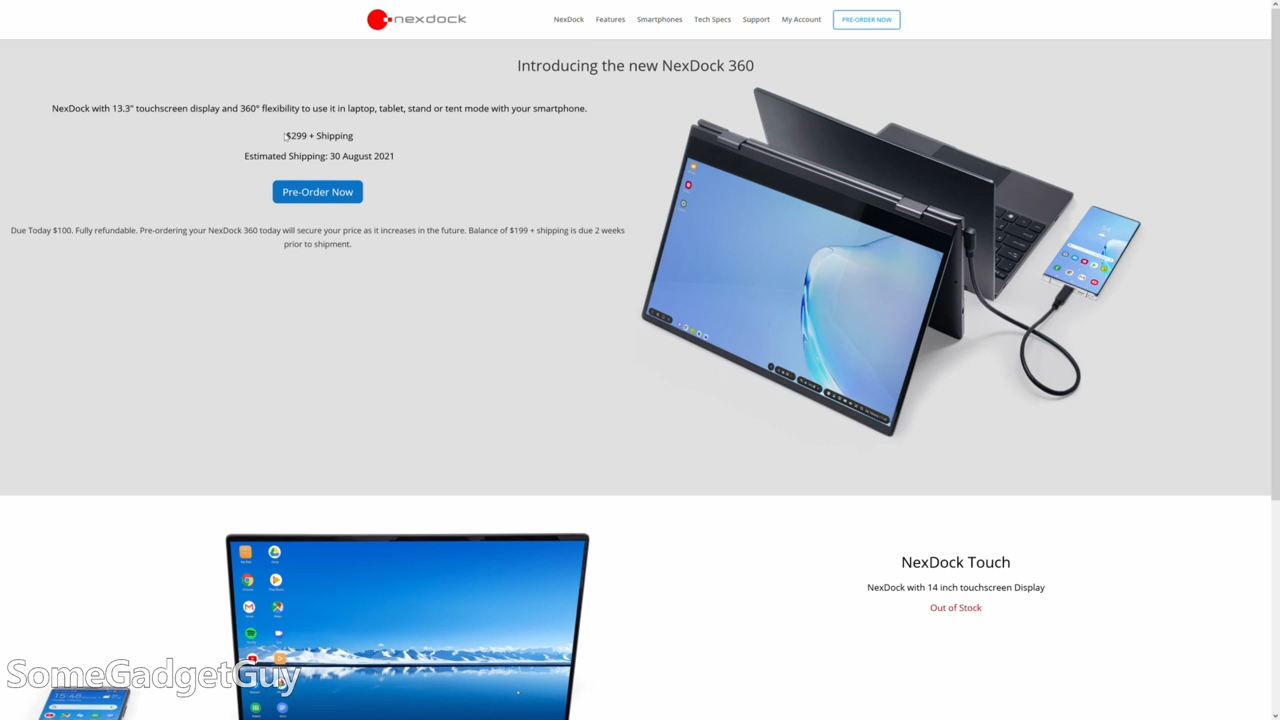 nexdock
NexDock Features Smartphones Tech Specs Support My Account PRE-ORDER NOW
Introducing the new NexDock 360
NexDock with 13.3" touchscreen display and 360° flexibility to use it in laptop, tablet, stand or tent mode with your smartphone.
$299 + Shipping
Estimated Shipping: 30 August 2021
Pre-Order Now
Due Today $100. Fully refundable. Pre-ordering your NexDock 360 today will secure your price as it increases in the future. Balance of $199 + shipping is due 2 weeks
prior to shipment.
NexDock Touch
NexDock with 14 inch touchscreen Display
Out of Stock
SomeGadgetGuy
15:48